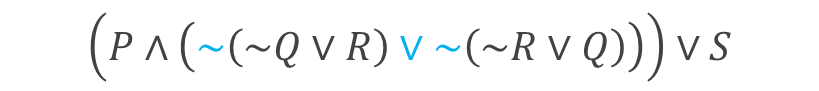 (P ∧ (~(~Q ∨ R) ∨ ~(~R ∨ Q))) ∨ S